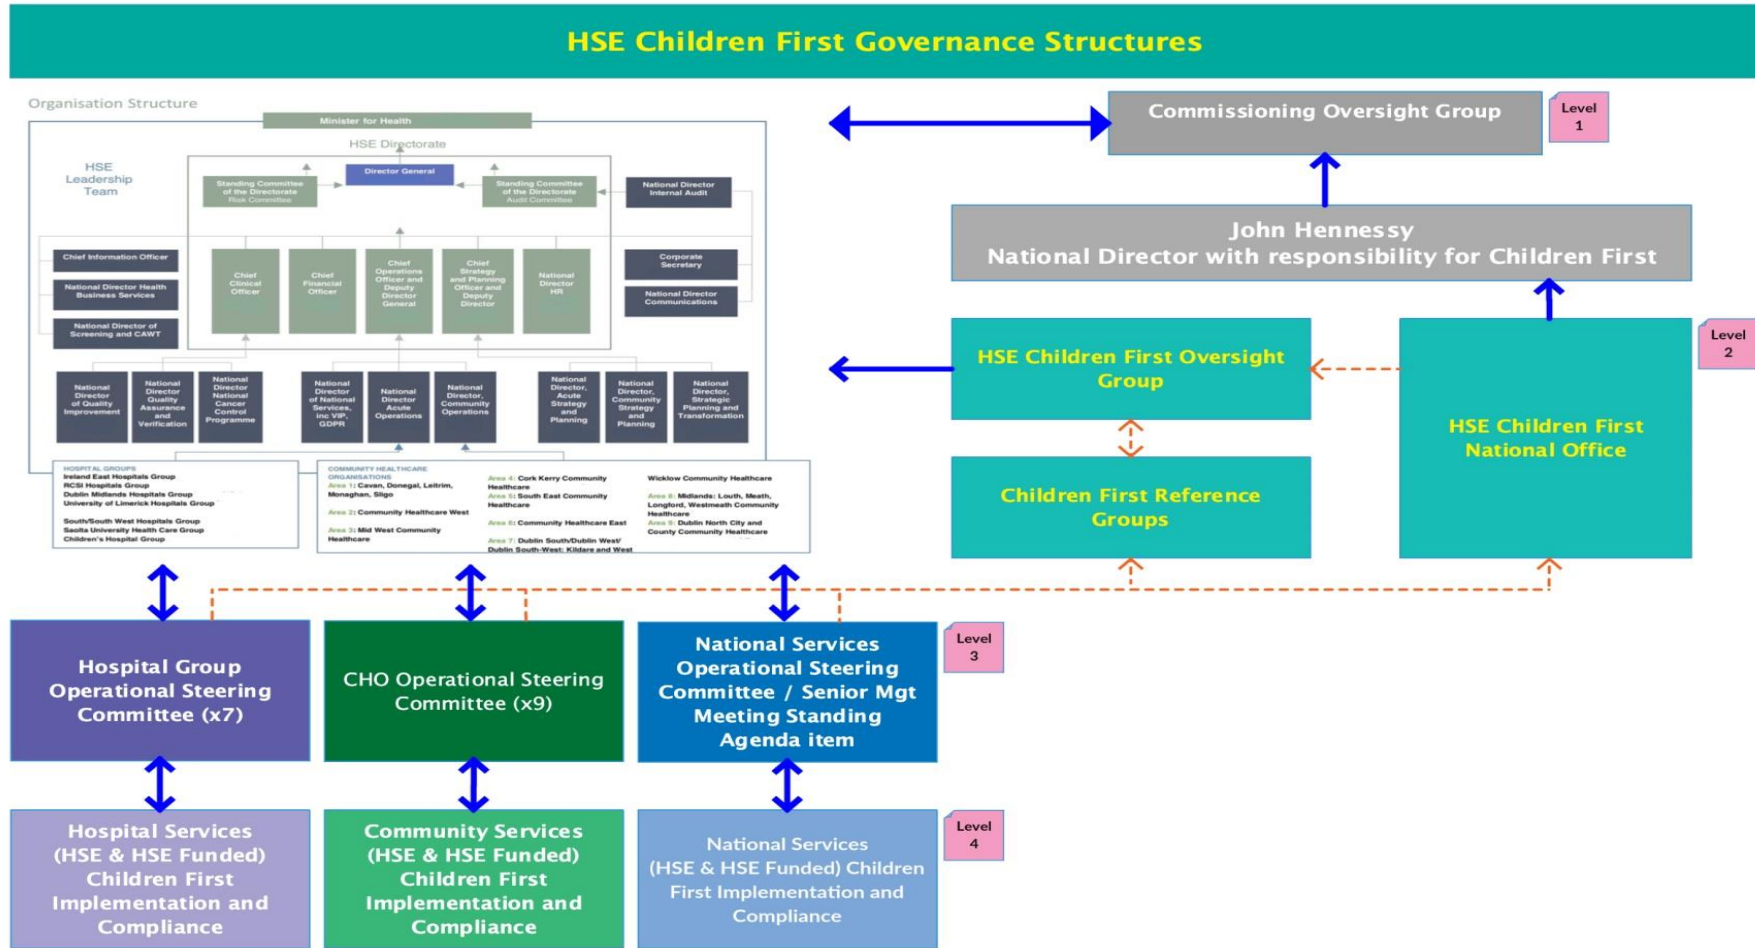 HSE Children First Governance Structures
Organisation Structure
Minister for Health
HSE Directorate
HSE
Leadership
Team
Director General
Standing Committee
of the Directorate
Risk Committee
Standing Committee
of the Directorate
Audit Committee
National Director
Internal Audit
Chief Information Officer
National Director Health
Business Services
National Director of
Screening and CAWT
Chief
Clinical
Officer
Chief
Financial
Officer
Chief
Operations
Officer and
Deputy
Director
General
Chief
Strategy
and Planning
Officer and
Deputy
Director
National
Director
HR
Corporate
Secretary
National Director
Communications
National
Director
of Quality
Improvement
National
Director
Quality
Assurance
and
Verification
National
Director
National
Cancer
Control
Programme
National
Director
of National
Services,
inc VIP,
GDPR
National
Director
Acute
Operations
National
Director,
Community
Operations
National
Director,
Acute
Strategy
and
Planning
National
Director,
Community
Strategy
and
Planning
National
Director,
Strategic
Planning and
Transformation
HOSPITAL GROUPS
Ireland East Hospitals Group
RCSI Hospitals Group
Dublin Midlands Hospitals Group
University of Limerick Hospitals Group
South/South West Hospitals Group
Saolta University Health Care Group
Children's Hospital Group
COMMUNITY HEALTHCARE
ORGANISATIONS
Area 1: Cavan, Donegal, Leitrim,
Monaghan, Sligo
Area 2: Community Healthcare West
Area 3: Mid West Community
Healthcare
Area 4: Cork Kerry Community
Healthcare
Area 5: South East Community
Healthcare
Area 6: Community Healthcare East
Area 7: Dublin South/Dublin West/
Dublin South-West: Kildare and West
Wicklow Community Healthcare
Area 8: Midlands: Louth, Meath,
Longford, Westmeath Community
Healthcare
Area 9: Dublin North City and
County Community Healthcare
Commissioning Oversight Group
Level
1
John Hennessy
National Director with responsibility for Children First
HSE Children First Oversight
Group
Children First Reference
Groups
HSE Children First
National Office
Level
2
Hospital Group
Operational Steering
Committee (x7)
CHO Operational Steering
Committee (x9)
National Services
Operational Steering
Committee / Senior Mgt
Meeting Standing
Agenda item
Level
3
Hospital Services
(HSE & HSE Funded)
Children First
Implementation and
Compliance
Community Services
(HSE & HSE Funded)
Children First
Implementation and
Compliance
National Services
(HSE & HSE Funded) Children
First Implementation and
Compliance
Level
4